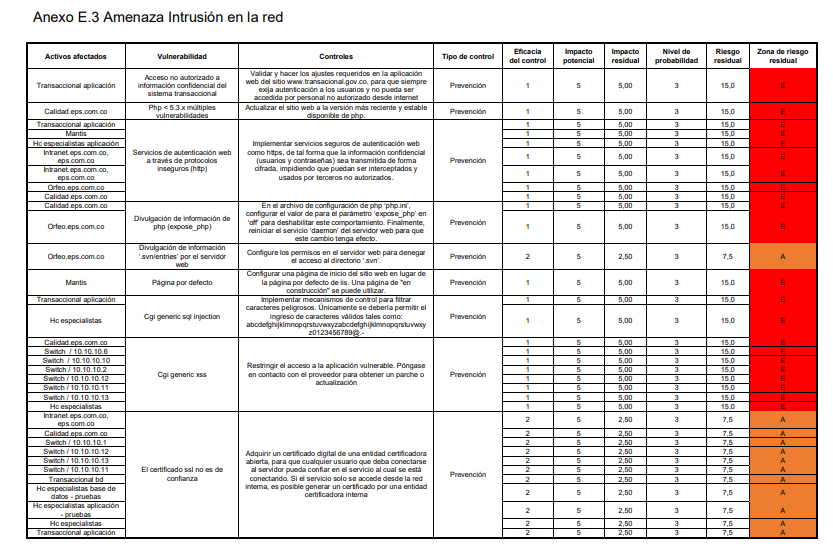 Anexo E.3 Amenaza Intrusión en la red
Activos afectados | Vulnerabilidad | Controles | Tipo de control | Eficacia del control | Impacto potencial | Impacto residual | Nivel de probabilidad | Riesgo residual | Zona de riesgo residual
Transaccional aplicación | Acceso no autorizado a información confidencial del sistema transaccional | Validar y hacer los ajustes requeridos en la aplicación web del sitio www.transacional.gov.co, para que siempre exija autenticación a los usuarios y no pueda ser accedida por personal no autorizado desde internet | Prevención | 1 | 5 | 5,00 | 3 | 15,0 | E
Calidad.eps.com.co | Php < 5.3.x múltiples vulnerabilidades | Actualizar el sitio web a la versión más reciente y estable disponible de php. | Prevención | 1 | 5 | 5,00 | 3 | 15,0 | E
Transaccional aplicación | Servicios de autenticación web a través de protocolos inseguros (http) | Implementar servicios seguros de autenticación web como https, de tal forma que la información confidencial (usuarios y contraseñas) sea transmitida de forma cifrada, impidiendo que puedan ser interceptados y usados por terceros no autorizados. | Prevención | 1 | 5 | 5,00 | 3 | 15,0 | E
Mantis | 1 | 5 | 5,00 | 3 | 15,0 | E
Hc especialistas aplicación | 1 | 5 | 5,00 | 3 | 15,0 | E
Intranet.eps.com.co, eps.com.co | 1 | 5 | 5,00 | 3 | 15,0 | E
Intranet.eps.com.co, eps.com.co | 1 | 5 | 5,00 | 3 | 15,0 | E
Orfeo.eps.com.co | 1 | 5 | 5,00 | 3 | 15,0 | E
Calidad.eps.com.co | 1 | 5 | 5,00 | 3 | 15,0 | E
Calidad.eps.com.co | Divulgación de información de php (expose_php) | En el archivo de configuración de php 'php.ini', configurar el valor de para el parámetro 'expose_php' en 'off' para deshabilitar este comportamiento. Finalmente, reiniciar el servicio 'daemon' del servidor web para que este cambio tenga efecto. | Prevención | 1 | 5 | 5,00 | 3 | 15,0 | E
Orfeo.eps.com.co | 1 | 5 | 5,00 | 3 | 15,0 | E
Orfeo.eps.com.co | Divulgación de información '.svn/entries' por el servidor web | Configure los permisos en el servidor web para denegar el acceso al directorio '.svn'. | Prevención | 2 | 5 | 2,50 | 3 | 7,5 | A
Mantis | Página por defecto | Configurar una página de inicio del sitio web en lugar de la página por defecto de iis. Una página de "en construcción" se puede utilizar. | Prevención | 1 | 5 | 5,00 | 3 | 15,0 | E
Transaccional aplicación | Cgi generic sql injection | Implementar mecanismos de control para filtrar caracteres peligrosos. Únicamente se debería permitir el ingreso de caracteres válidos tales como: abcdefghijklmnopqrstuvwxyzabcdefghijklmnopqrstuvwxyz0123456789@.- | Prevención | 1 | 5 | 5,00 | 3 | 15,0 | E
Hc especialistas | 1 | 5 | 5,00 | 3 | 15,0 | E
Calidad.eps.com.co | Cgi generic xss | Restringir el acceso a la aplicación vulnerable. Póngase en contacto con el proveedor para obtener un parche o actualización | Prevención | 1 | 5 | 5,00 | 3 | 15,0 | E
Switch / 10.10.10.6 | 1 | 5 | 5,00 | 3 | 15,0 | E
Switch / 10.10.10.10 | 1 | 5 | 5,00 | 3 | 15,0 | E
Switch / 10.10.10.2 | 1 | 5 | 5,00 | 3 | 15,0 | E
Switch / 10.10.10.12 | 1 | 5 | 5,00 | 3 | 15,0 | E
Switch / 10.10.10.11 | 1 | 5 | 5,00 | 3 | 15,0 | E
Switch / 10.10.10.13 | 1 | 5 | 5,00 | 3 | 15,0 | E
Hc especialistas | 1 | 5 | 5,00 | 3 | 15,0 | E
Intranet.eps.com.co, eps.com.co | El certificado ssl no es de confianza | Adquirir un certificado digital de una entidad certificadora abierta, para que cualquier usuario que deba conectarse al servidor pueda confiar en el servicio al cual se está conectando. Si el servicio solo se accede desde la red interna, es posible generar un certificado por una entidad certificadora interna | Prevención | 2 | 5 | 2,50 | 3 | 7,5 | A
Calidad.eps.com.co | 2 | 5 | 2,50 | 3 | 7,5 | A
Switch / 10.10.10.1 | 2 | 5 | 2,50 | 3 | 7,5 | A
Switch / 10.10.10.12 | 2 | 5 | 2,50 | 3 | 7,5 | A
Switch / 10.10.10.13 | 2 | 5 | 2,50 | 3 | 7,5 | A
Switch / 10.10.10.11 | 2 | 5 | 2,50 | 3 | 7,5 | A
Transaccional bd | 2 | 5 | 2,50 | 3 | 7,5 | A
Hc especialistas base de datos - pruebas | 2 | 5 | 2,50 | 3 | 7,5 | A
Hc especialistas aplicación - pruebas | 2 | 5 | 2,50 | 3 | 7,5 | A
Hc especialistas | 2 | 5 | 2,50 | 3 | 7,5 | A
Transaccional aplicación | 2 | 5 | 2,50 | 3 | 7,5 | A